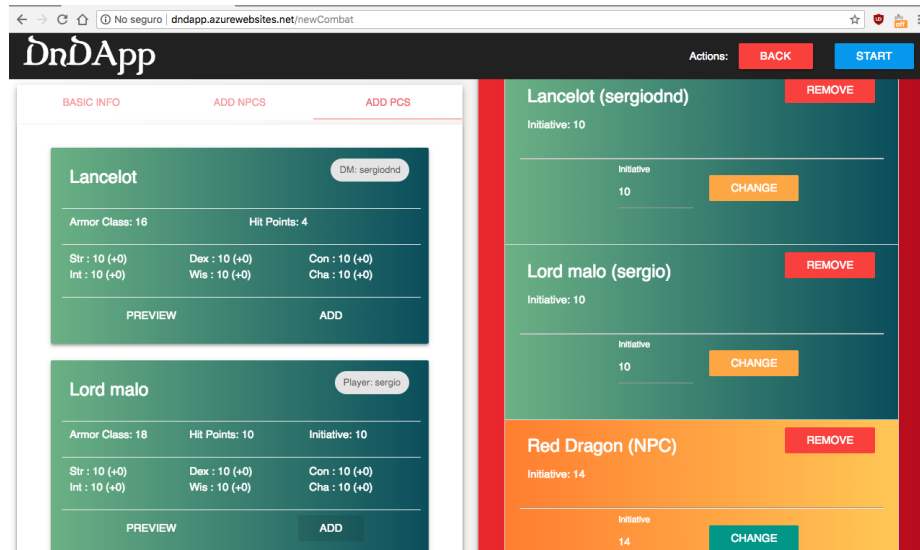 No seguro | dndapp.azurewebsites.net/newCombat
off
DnDApp
Actions:
BACK
START
BASIC INFO
ADD NPCS
ADD PCS
Lancelot
DM: sergiodnd
Armor Class: 16
Hit Points: 4
Str : 10 (+0)
Dex : 10 (+0)
Con : 10 (+0)
Int : 10 (+0)
Wis : 10 (+0)
Cha : 10 (+0)
PREVIEW
ADD
Lord malo
Player: sergio
Armor Class: 18
Hit Points: 10
Initiative: 10
Str : 10 (+0)
Dex : 10 (+0)
Con : 10 (+0)
Int : 10 (+0)
Wis : 10 (+0)
Cha : 10 (+0)
PREVIEW
ADD
Lancelot (sergiodnd)
REMOVE
Initiative: 10
Initiative
10
CHANGE
Lord malo (sergio)
REMOVE
Initiative: 10
Initiative
10
CHANGE
Red Dragon (NPC)
REMOVE
Initiative: 14
Initiative
14
CHANGE